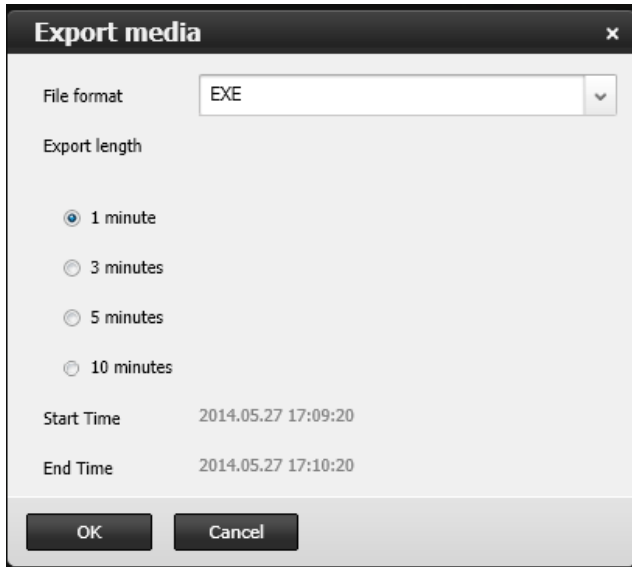 Export media
File format EXE
Export length
1 minute
3 minutes
5 minutes
10 minutes
Start Time 2014.05.27 17:09:20
End Time 2014.05.27 17:10:20
OK Cancel